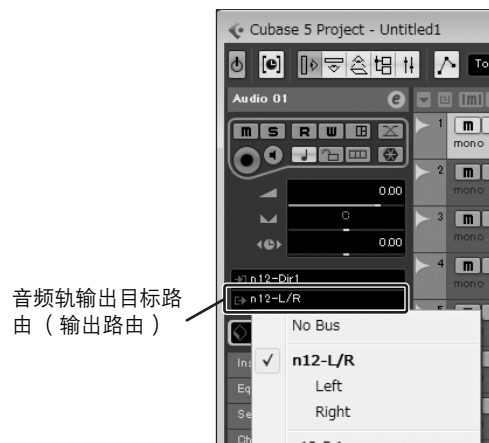 Cubase 5 Project - Untitled1
To
Audio 01
e
m S R W
1 m
mono
0.00
2 m
mono
C
3 m
mono
0.00
4 m
mono
n12-Dir1
n12-L/R
音频轨输出目标路
由（输出路由）
No Bus
Ins
✓ n12-L/R
Eq
Left
Se
Right
Ch